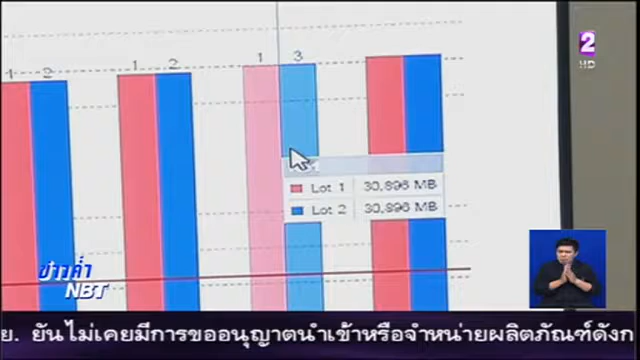 2
HD
1 2
1 2
1 3
Lot 1 30,896 MB
Lot 2 30,896 MB
ข่าวค่ำ
NBT
ย. ยันไม่เคยมีการขออนุญาตนำเข้าหรือจำหน่ายผลิตภัณฑ์ดังก